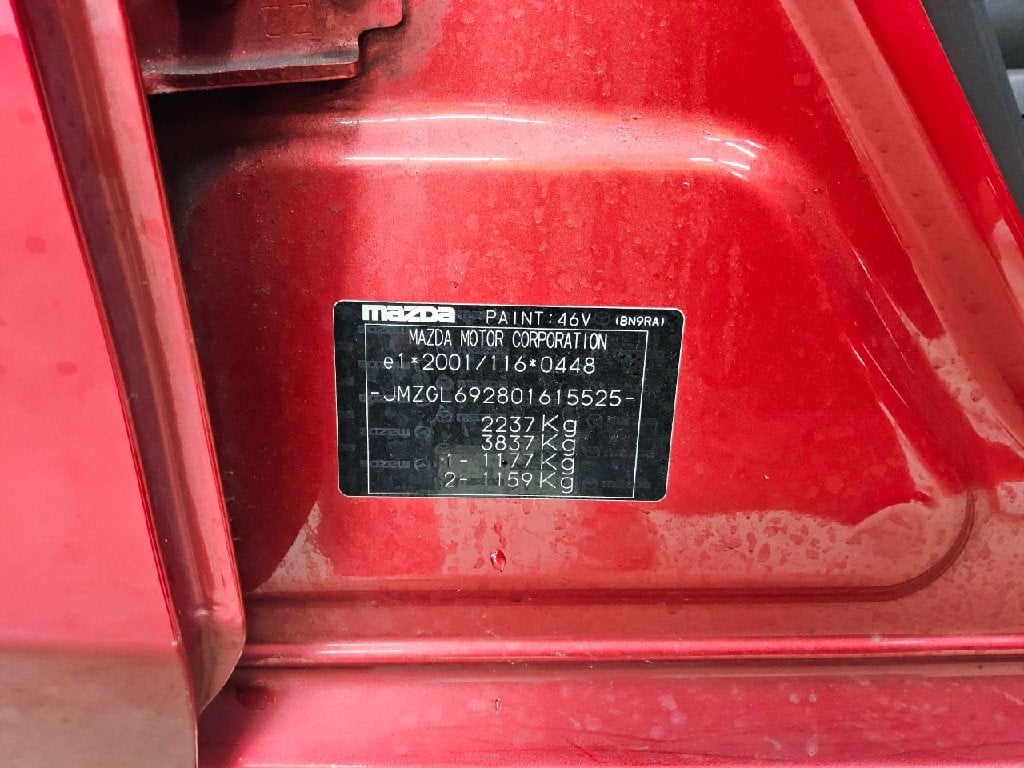 mazda PAINT:46V (BN9RA)
MAZDA MOTOR CORPORATION
e1*2001/116*0448
-JMZGL692801615525-
2237Kg
3837Kg
1- 1177Kg
2- 1159Kg